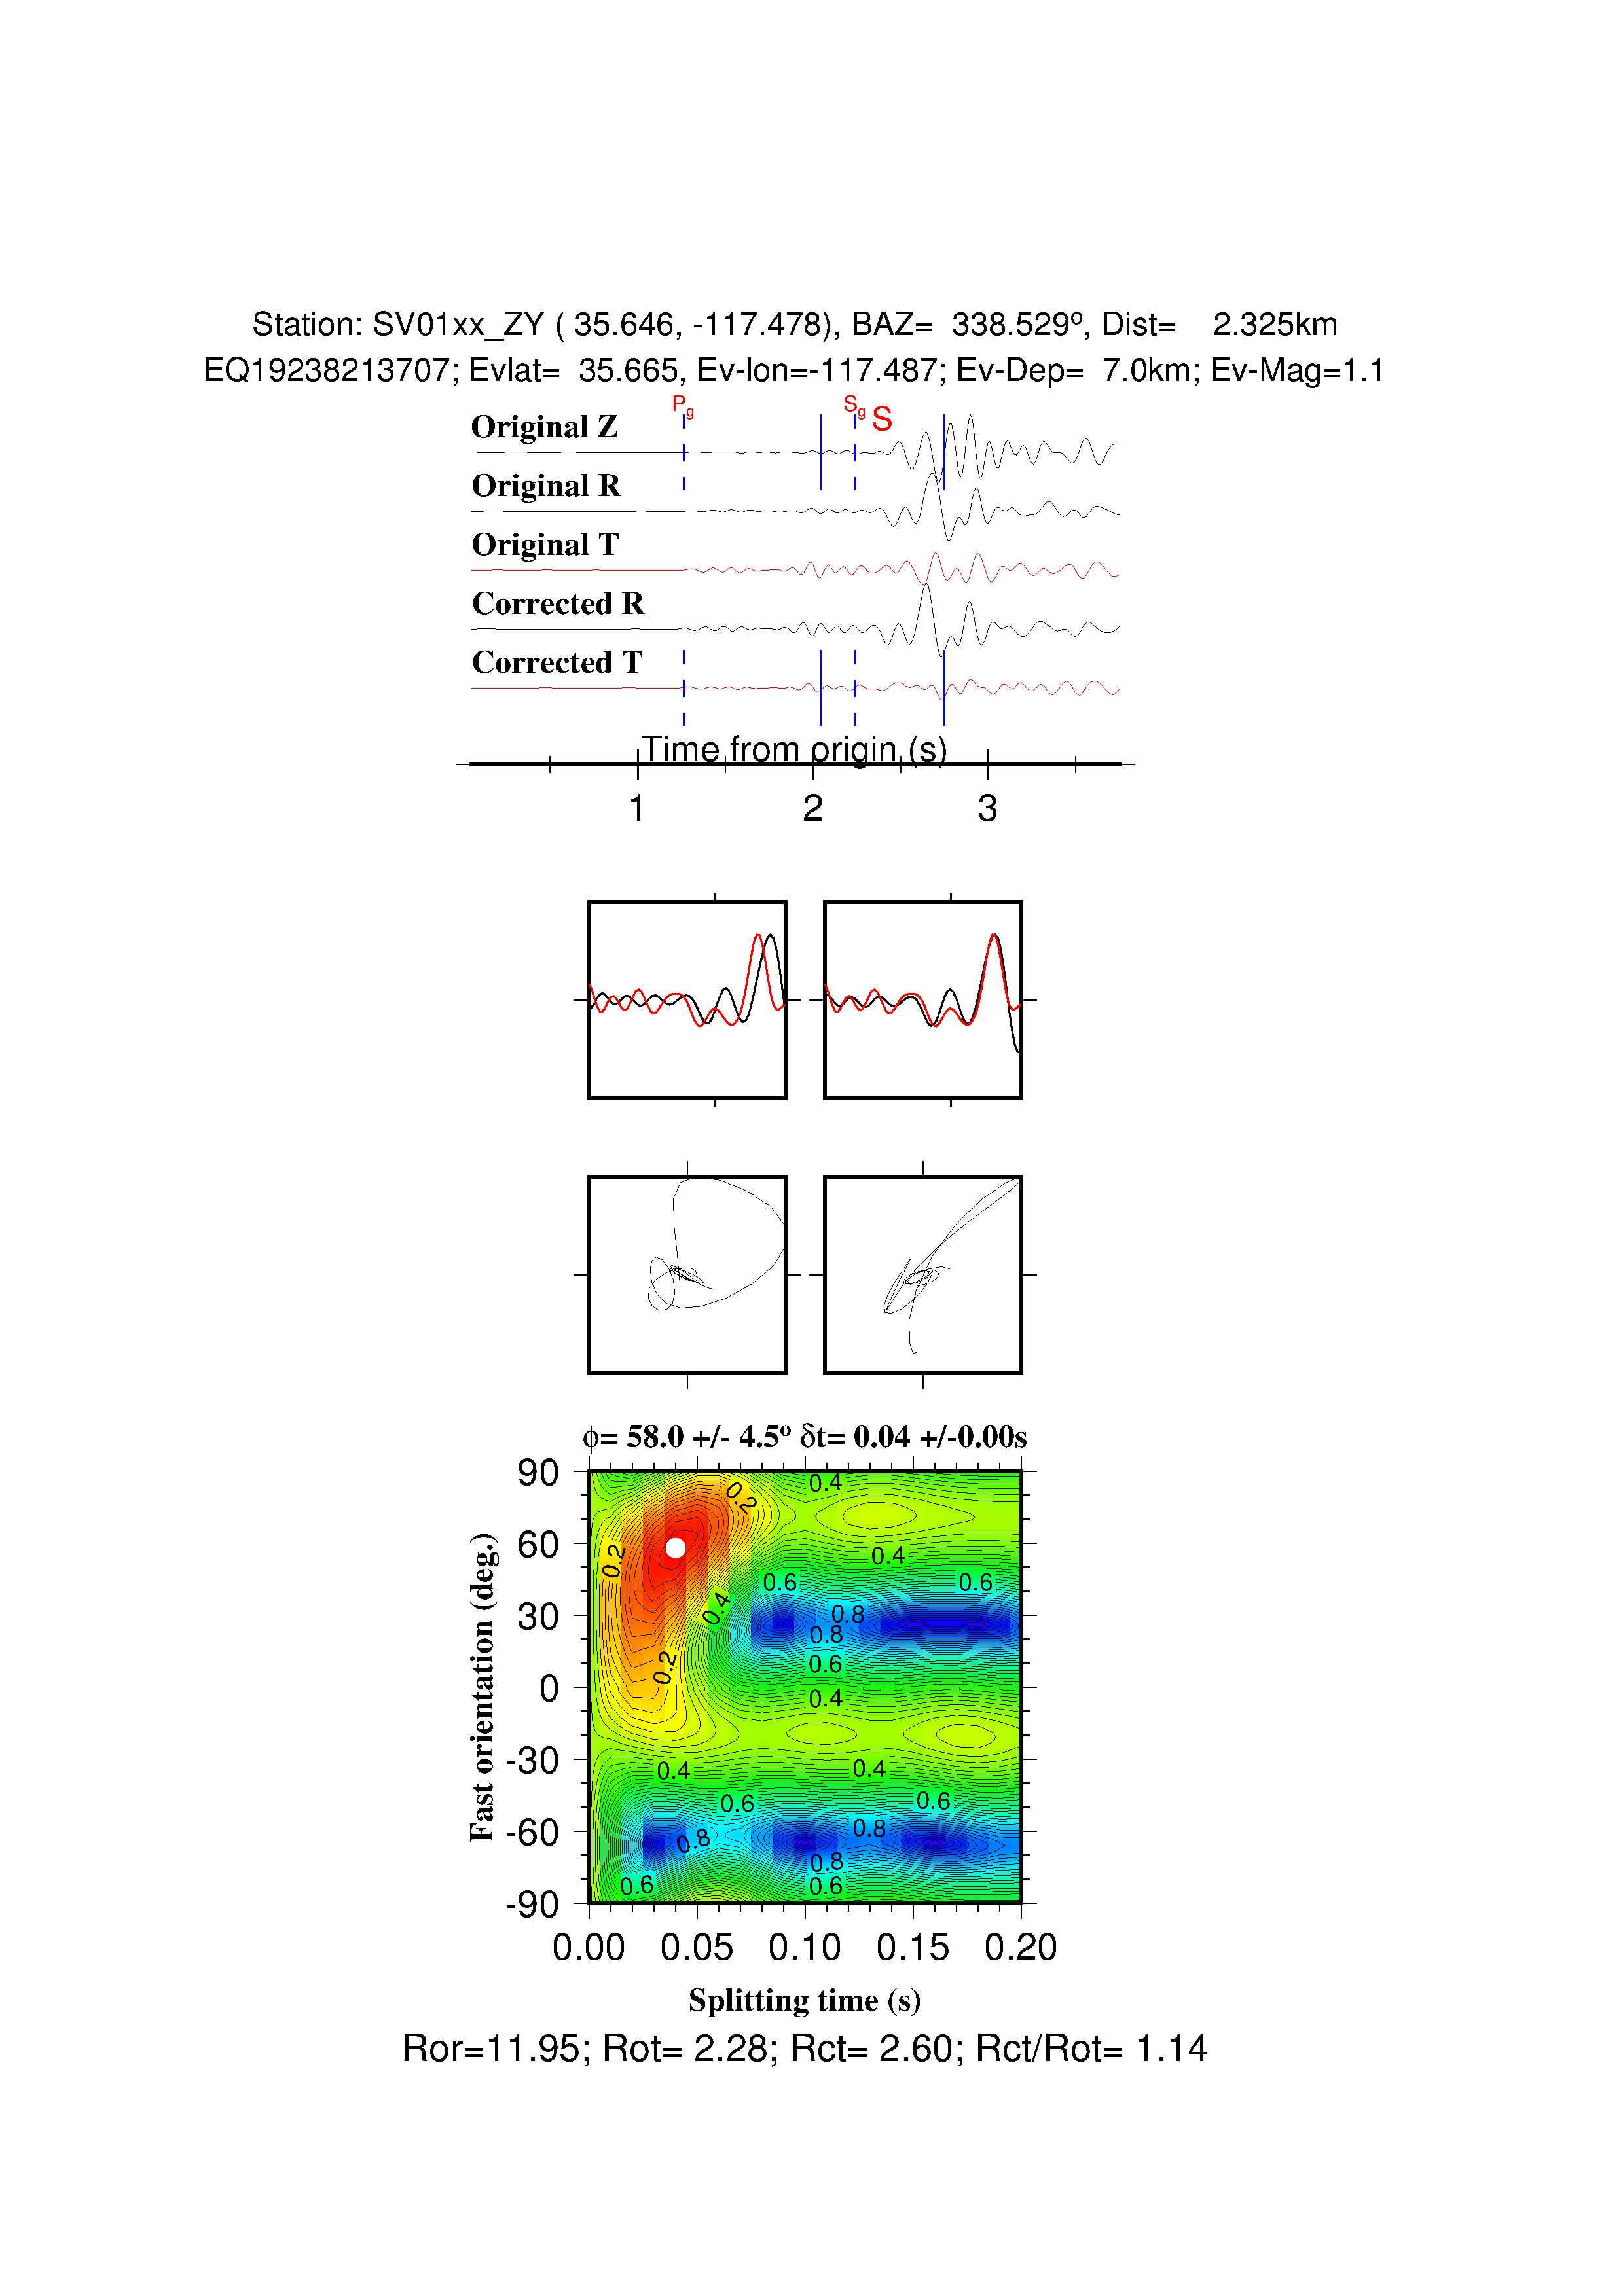 Station: SV01xx_ZY ( 35.646, -117.478), BAZ= 338.529º, Dist= 2.325km
EQ19238213707; Evlat= 35.665, Ev-lon=-117.487; Ev-Dep= 7.0km; Ev-Mag=1.1
Pg Sg S
Original Z
Original R
Original T
Corrected R
Corrected T
Time from origin (s)
1 2 3
ϕ= 58.0 +/- 4.5º δt= 0.04 +/-0.00s
Fast orientation (deg.)
90
60
30
0
-30
-60
-90
0.4
0.2
0.2
0.4
0.6
0.6
0.4
0.8
0.8
0.6
0.2
0.4
0.4
0.4
0.6
0.6
0.8
0.8
0.8
0.6
0.6
0.00 0.05 0.10 0.15 0.20
Splitting time (s)
Ror=11.95; Rot= 2.28; Rct= 2.60; Rct/Rot= 1.14